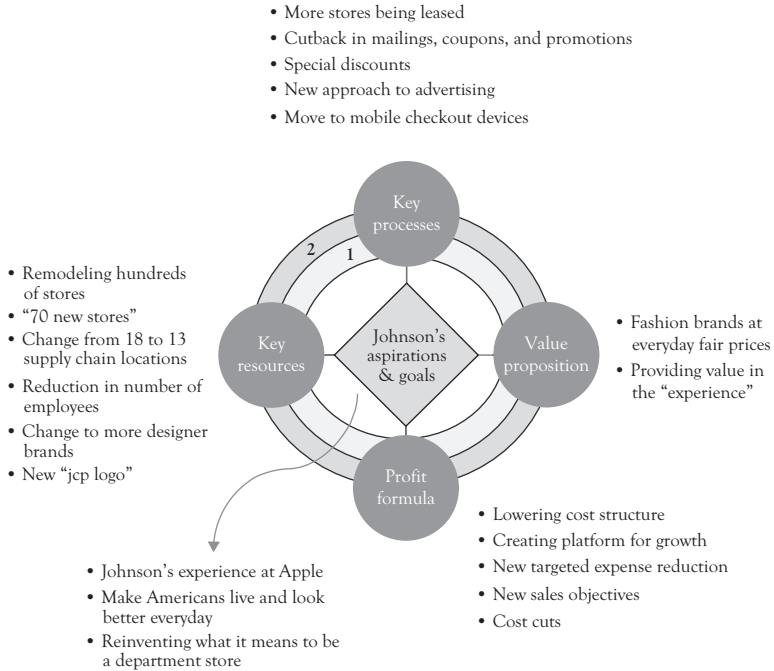 • More stores being leased
• Cutback in mailings, coupons, and promotions
• Special discounts
• New approach to advertising
• Move to mobile checkout devices
Key
processes
2
1
• Remodeling hundreds
of stores
• “70 new stores”
• Change from 18 to 13
supply chain locations
• Reduction in number of
employees
• Change to more designer
brands
• New “jcp logo”
Key
resources
Johnson’s
aspirations
& goals
Value
proposition
• Fashion brands at
everyday fair prices
• Providing value in
the “experience”
Profit
formula
• Lowering cost structure
• Creating platform for growth
• New targeted expense reduction
• New sales objectives
• Cost cuts
• Johnson’s experience at Apple
• Make Americans live and look
better everyday
• Reinventing what it means to be
a department store